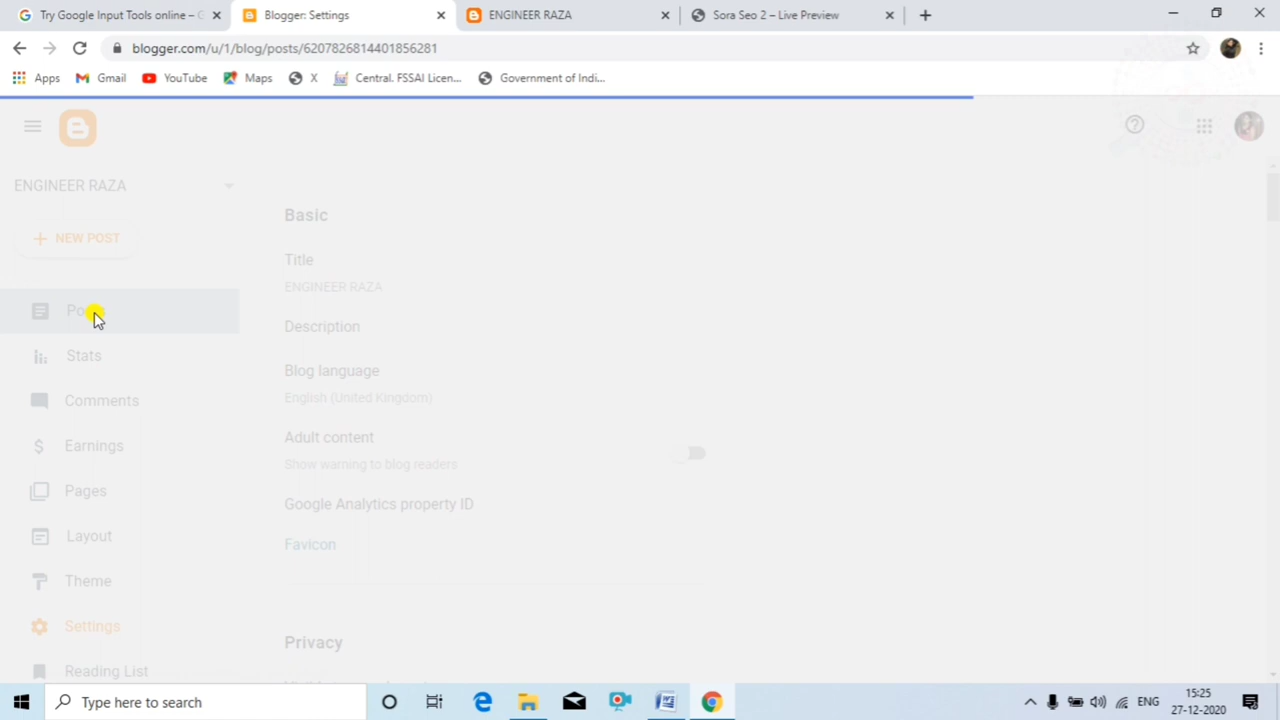 Try Google Input Tools online – G
Blogger: Settings
ENGINEER RAZA
Sora Seo 2 – Live Preview
blogger.com/u/1/blog/posts/6207826814401856281
Apps
Gmail
YouTube
Maps
X
Central. FSSAI Licen...
Government of Indi...
ENGINEER RAZA
NEW POST
Stats
Comments
Earnings
Pages
Layout
Theme
Settings
Reading List
Basic
Title
ENGINEER RAZA
Description
Blog language
English (United Kingdom)
Adult content
Show warning to blog readers
Google Analytics property ID
Favicon
Privacy
Type here to search
ENG
15:25
27-12-2020